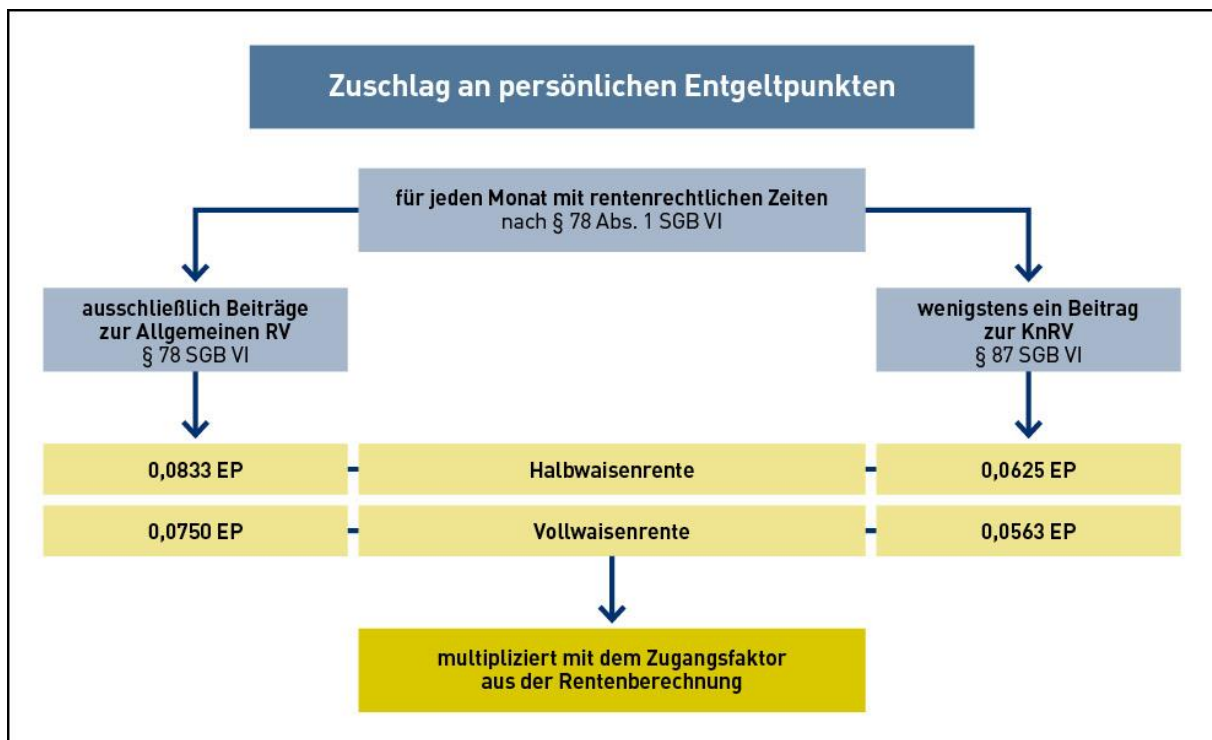 Zuschlag an persönlichen Entgeltpunkten
für jeden Monat mit rentenrechtlichen Zeiten
nach § 78 Abs. 1 SGB VI
ausschließlich Beiträge
zur Allgemeinen RV
§ 78 SGB VI
wenigstens ein Beitrag
zur KnRV
§ 87 SGB VI
0,0833 EP
Halbwaisenrente
0,0625 EP
0,0750 EP
Vollwaisenrente
0,0563 EP
multipliziert mit dem Zugangsfaktor
aus der Rentenberechnung